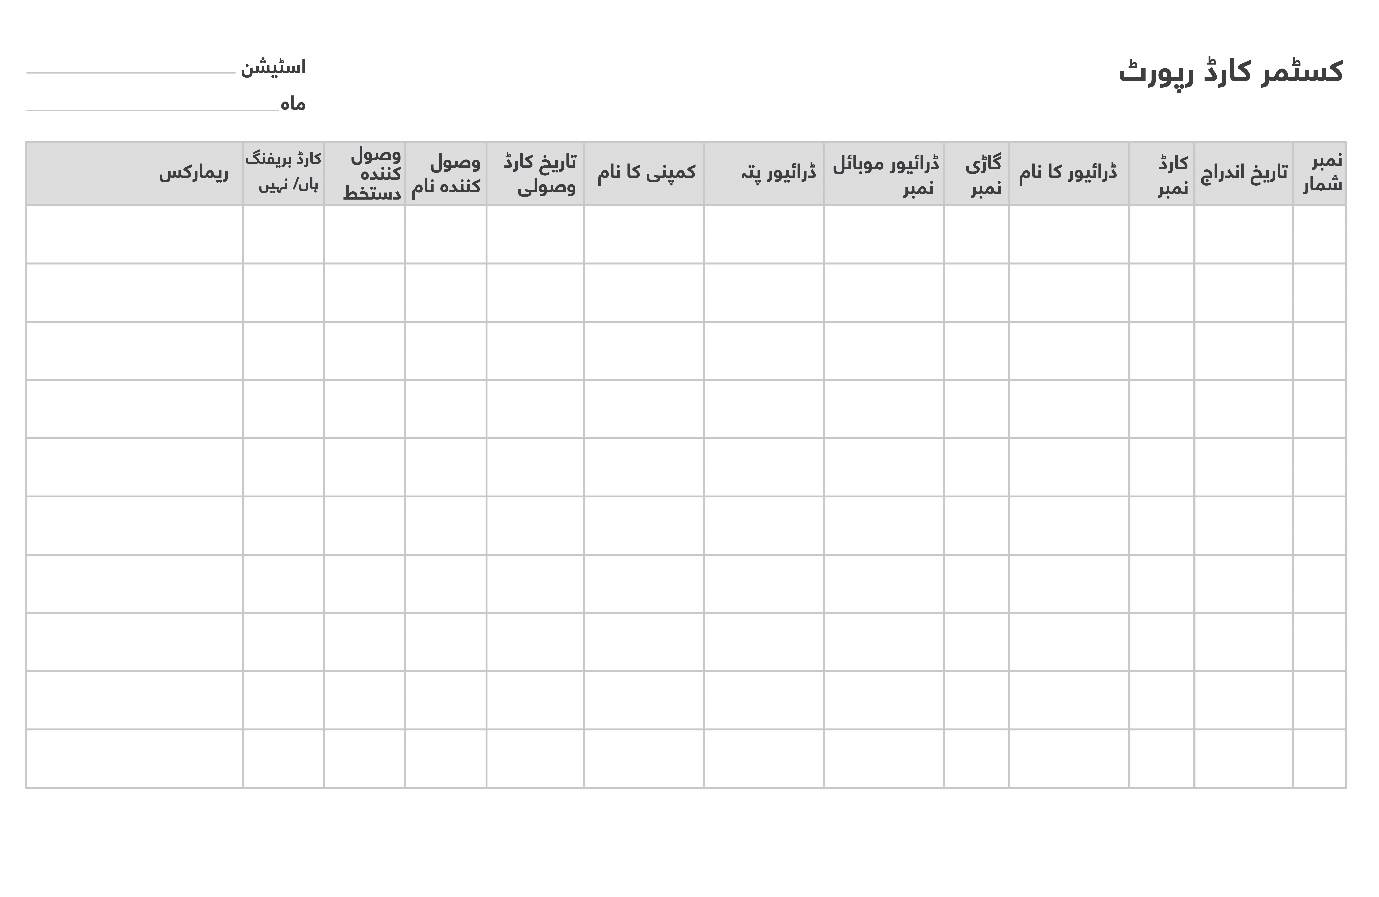 کسٹمر کارڈ رپورٹ
اسٹیشن
ماہ
نمبر
شمار
تاریخ اندراج
کارڈ
نمبر
ڈرائیور کا نام
گاڑی
نمبر
ڈرائیور موبائل
نمبر
ڈرائیور پتہ
کمپنی کا نام
تاریخ کارڈ
وصولی
وصول
کنندہ نام
وصول
کنندہ
دستخط
کارڈ بریفنگ
ہاں/ نہیں
ریمارکس